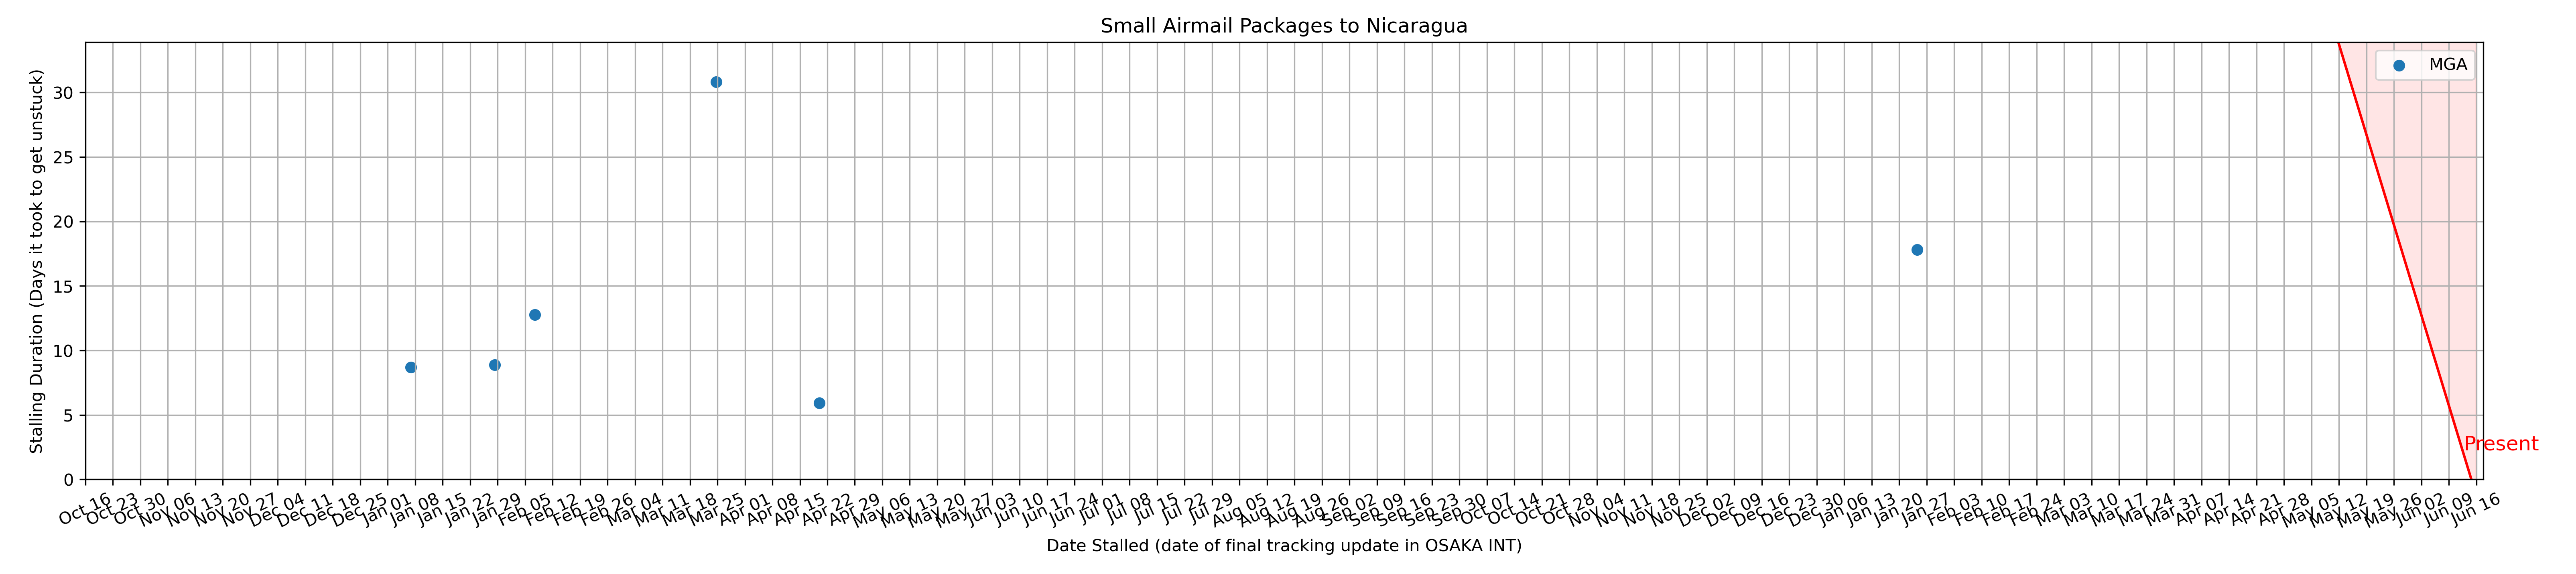 Small Airmail Packages to Nicaragua
MGA
Stalling Duration (Days it took to get unstuck)
30
25
20
15
10
5
0
Present
Oct 16 Oct 23 Oct 30 Nov 06 Nov 13 Nov 20 Nov 27 Dec 04 Dec 11 Dec 18 Dec 25 Jan 01 Jan 08 Jan 15 Jan 22 Jan 29 Feb 05 Feb 12 Feb 19 Feb 26 Mar 04 Mar 11 Mar 18 Mar 25 Apr 01 Apr 08 Apr 15 Apr 22 Apr 29 May 06 May 13 May 20 May 27 Jun 03 Jun 10 Jun 17 Jun 24 Jul 01 Jul 08 Jul 15 Jul 22 Jul 29 Aug 05 Aug 12 Aug 19 Aug 26 Sep 02 Sep 09 Sep 16 Sep 23 Sep 30 Oct 07 Oct 14 Oct 21 Oct 28 Nov 04 Nov 11 Nov 18 Nov 25 Dec 02 Dec 09 Dec 16 Dec 23 Dec 30 Jan 06 Jan 13 Jan 20 Jan 27 Feb 03 Feb 10 Feb 17 Feb 24 Mar 03 Mar 10 Mar 17 Mar 24 Mar 31 Apr 07 Apr 14 Apr 21 Apr 28 May 05 May 12 May 19 May 26 Jun 02 Jun 09 Jun 16
Date Stalled (date of final tracking update in OSAKA INT)